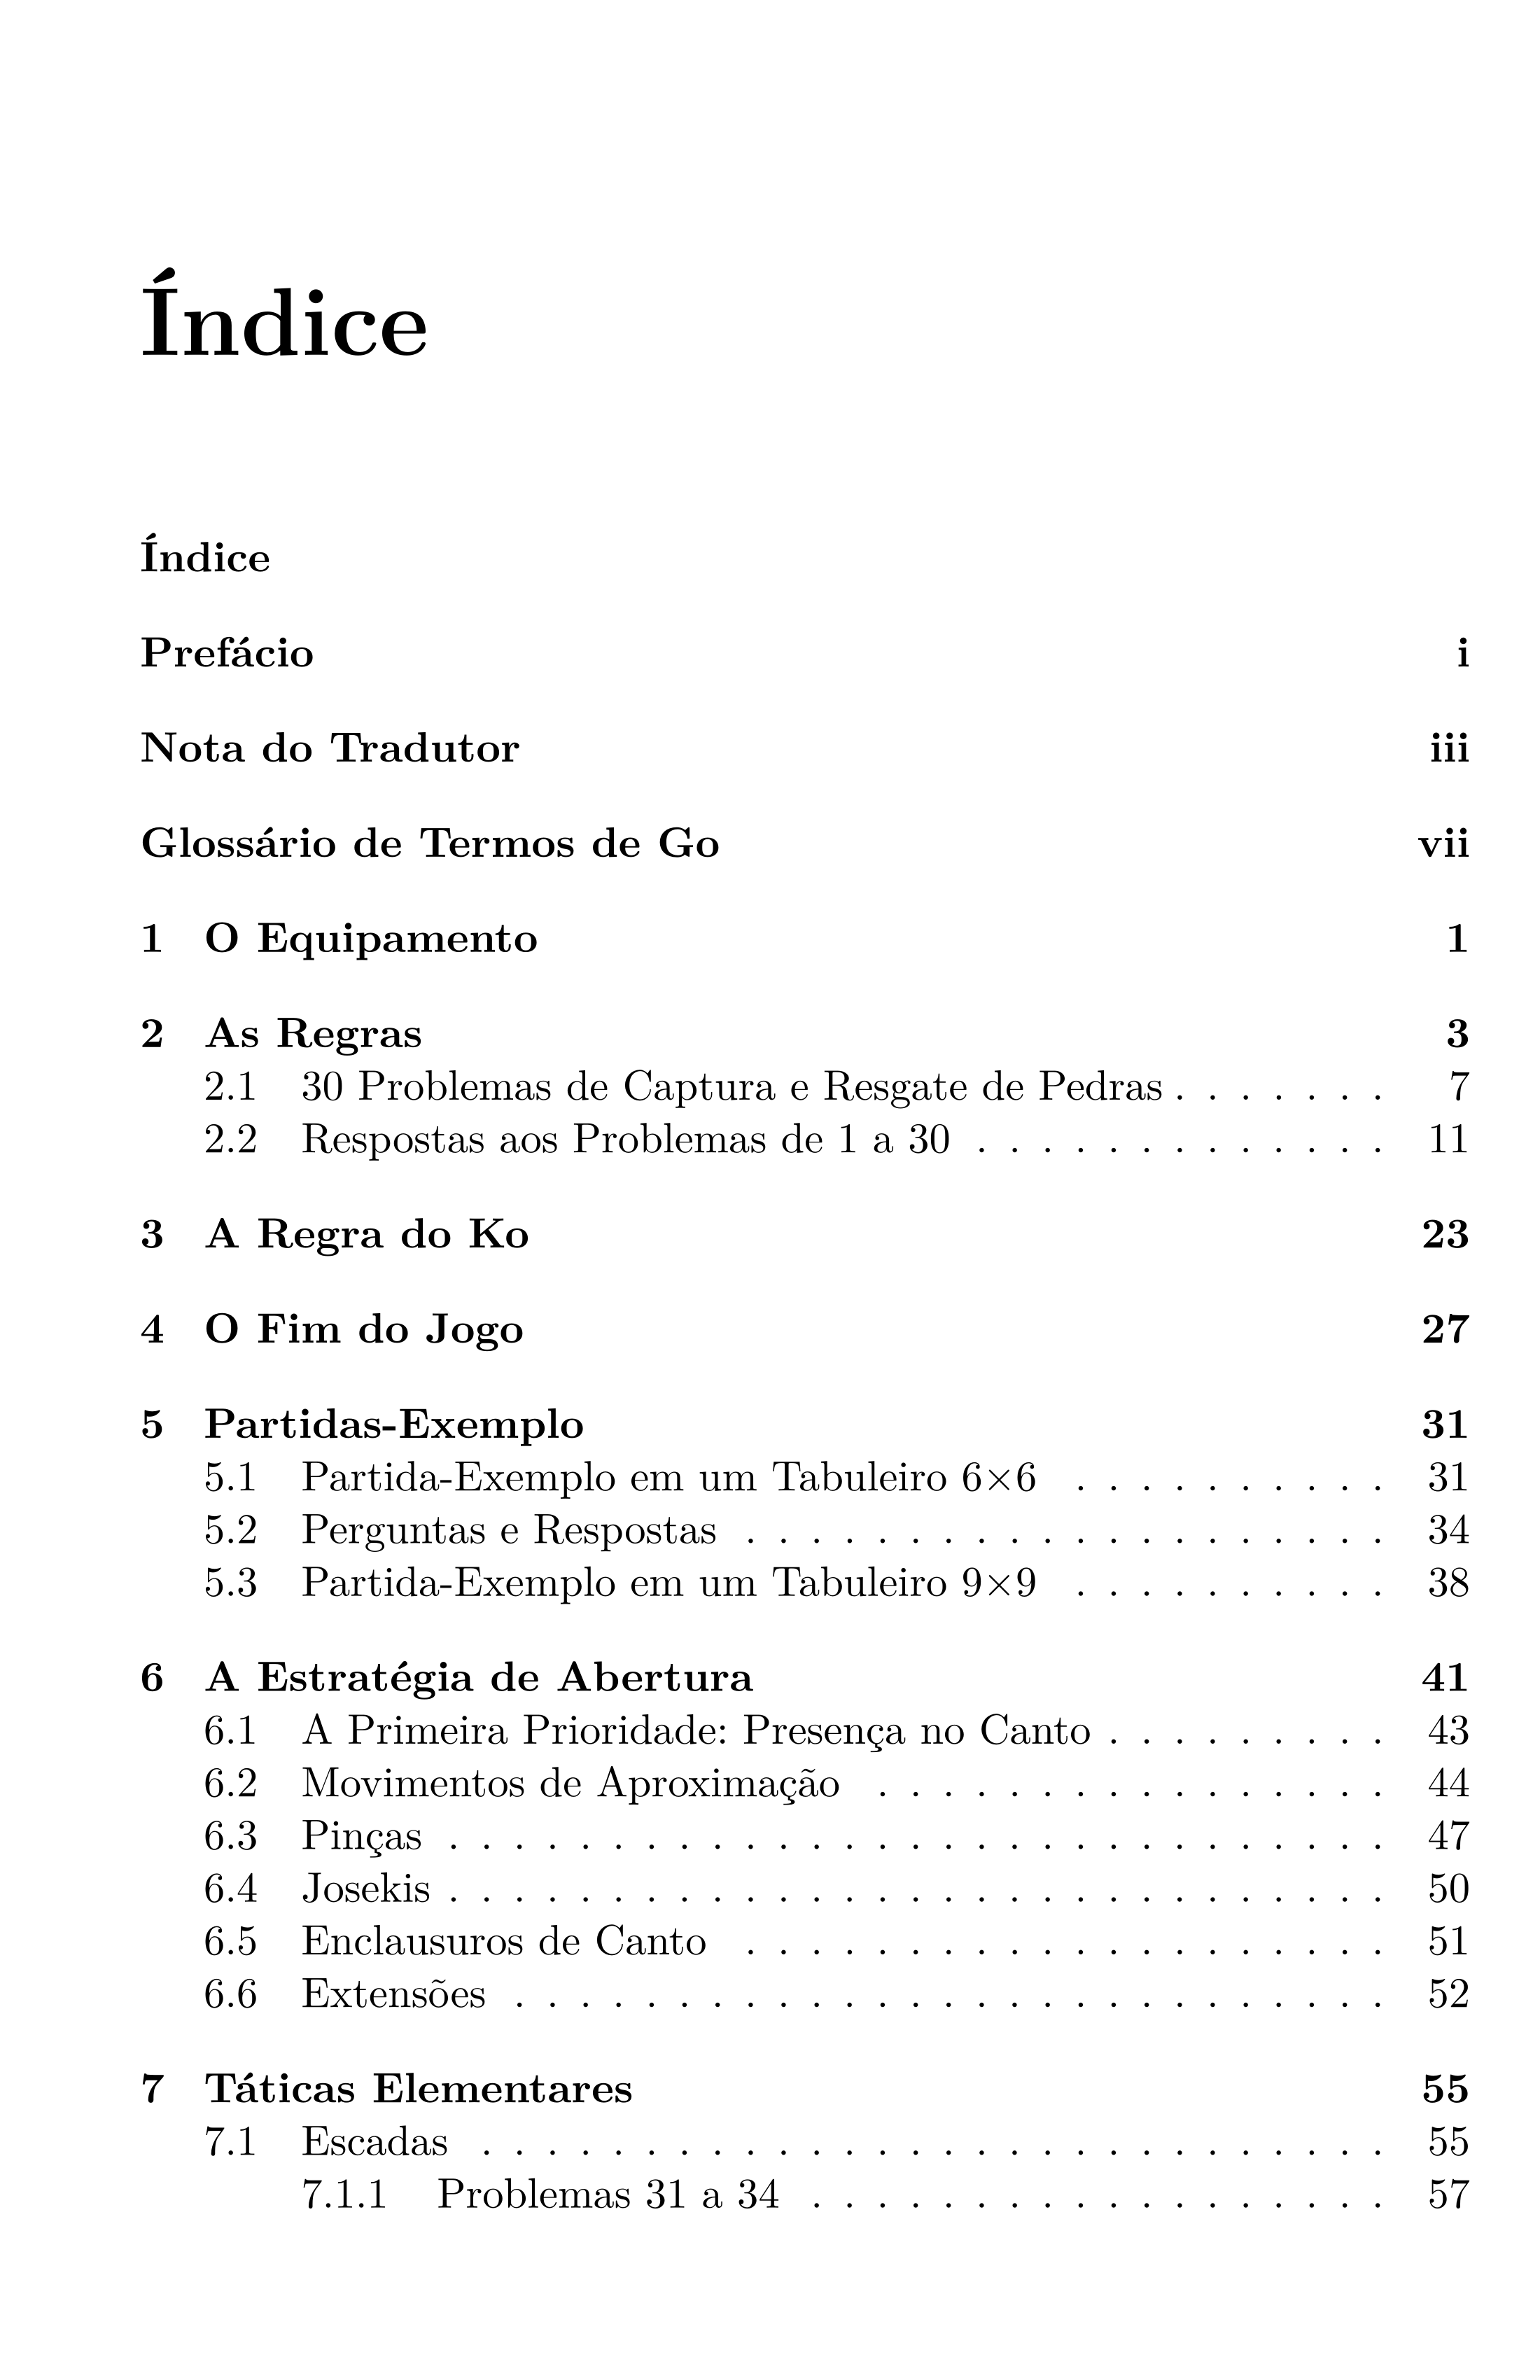 Índice
Índice
Prefácio i
Nota do Tradutor iii
Glossário de Termos de Go vii
1 O Equipamento 1
2 As Regras 3
2.1 30 Problemas de Captura e Resgate de Pedras . . . . . . . 7
2.2 Respostas aos Problemas de 1 a 30 . . . . . . . . . . . . . 11
3 A Regra do Ko 23
4 O Fim do Jogo 27
5 Partidas-Exemplo 31
5.1 Partida-Exemplo em um Tabuleiro 6×6 . . . . . . . . . . 31
5.2 Perguntas e Respostas . . . . . . . . . . . . . . . . . . . . 34
5.3 Partida-Exemplo em um Tabuleiro 9×9 . . . . . . . . . . 38
6 A Estratégia de Abertura 41
6.1 A Primeira Prioridade: Presença no Canto . . . . . . . . . 43
6.2 Movimentos de Aproximação . . . . . . . . . . . . . . . . 44
6.3 Pinças . . . . . . . . . . . . . . . . . . . . . . . . . . . . . 47
6.4 Josekis . . . . . . . . . . . . . . . . . . . . . . . . . . . . . 50
6.5 Enclausuros de Canto . . . . . . . . . . . . . . . . . . . . 51
6.6 Extensões . . . . . . . . . . . . . . . . . . . . . . . . . . . 52
7 Táticas Elementares 55
7.1 Escadas . . . . . . . . . . . . . . . . . . . . . . . . . . . . 55
7.1.1 Problemas 31 a 34 . . . . . . . . . . . . . . . . . . 57